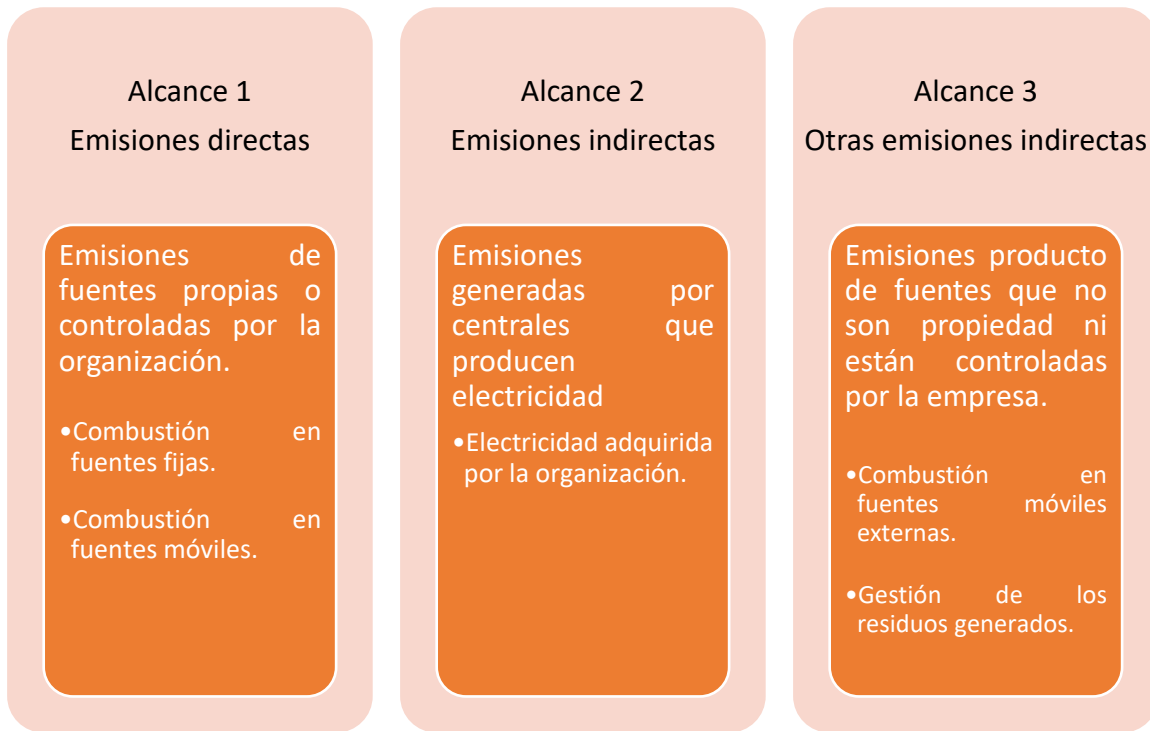 Alcance 1
Emisiones directas
Emisiones de
fuentes propias o
controladas por la
organización.
•Combustión en
fuentes fijas.
•Combustión en
fuentes móviles.
Alcance 2
Emisiones indirectas
Emisiones
generadas por
centrales que
producen
electricidad
•Electricidad adquirida
por la organización.
Alcance 3
Otras emisiones indirectas
Emisiones producto
de fuentes que no
son propiedad ni
están controladas
por la empresa.
•Combustión en
fuentes móviles
externas.
•Gestión de los
residuos generados.